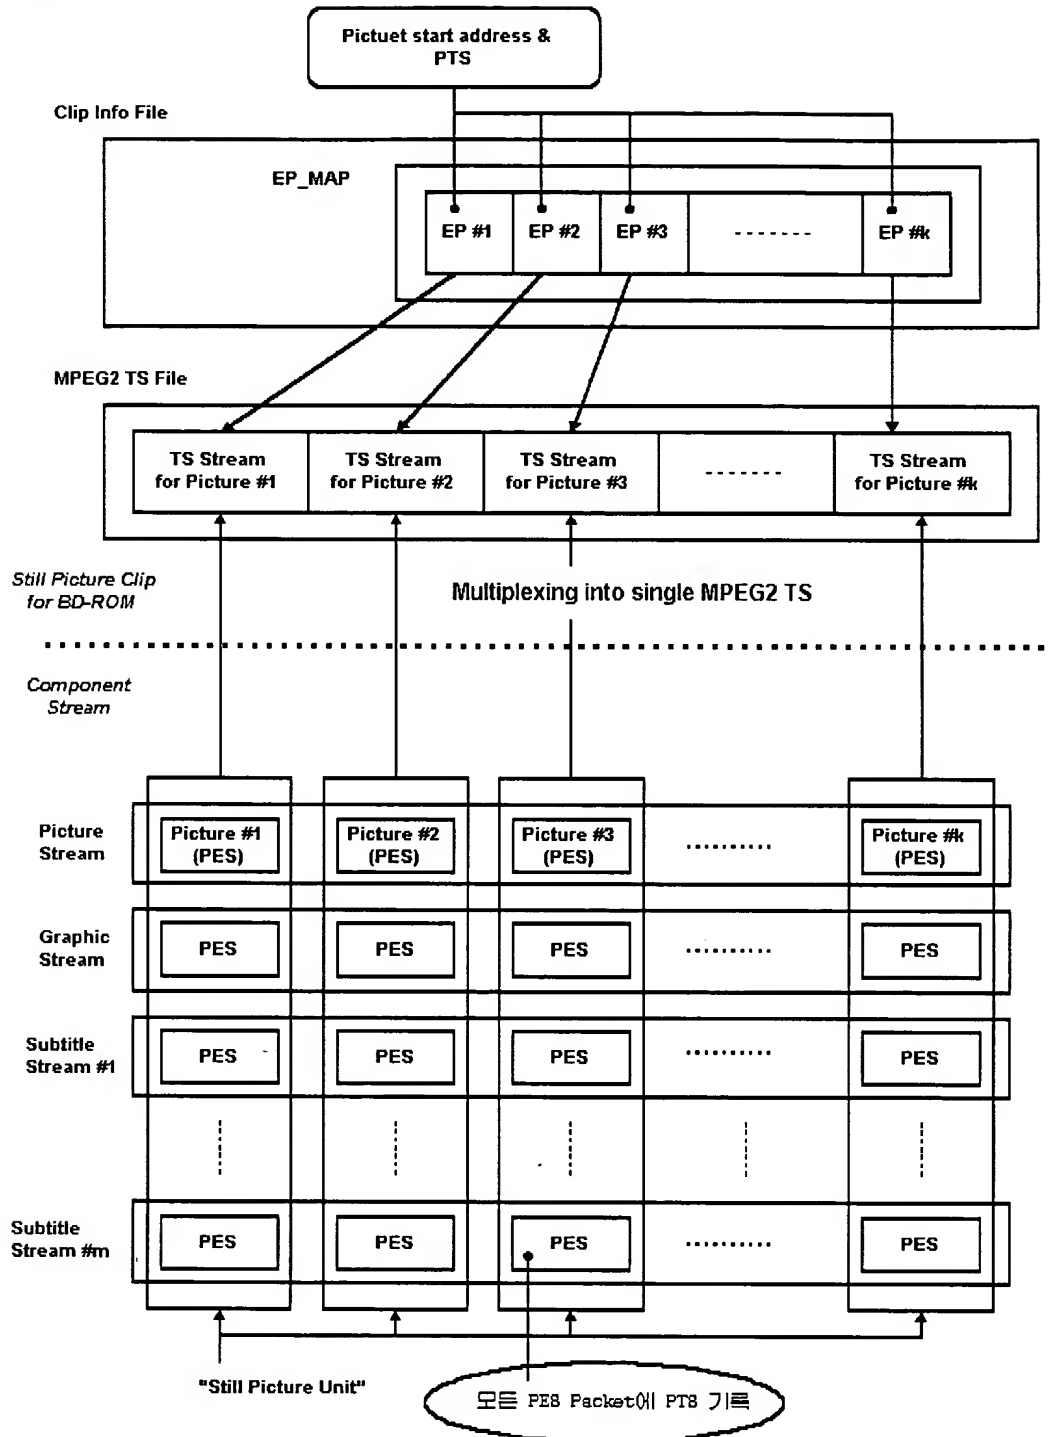 Pictuet start address &
PTS
Clip Info File
EP_MAP
EP #1 EP #2 EP #3 ------- EP #k
MPEG2 TS File
TS Stream
for Picture #1
TS Stream
for Picture #2
TS Stream
for Picture #3
-------
TS Stream
for Picture #k
Still Picture Clip
for BD-ROM
Multiplexing into single MPEG2 TS
Component
Stream
Picture
Stream
Picture #1
(PES)
Picture #2
(PES)
Picture #3
(PES)
..........
Picture #k
(PES)
Graphic
Stream
PES PES PES .......... PES
Subtitle
Stream #1
PES PES PES .......... PES
Subtitle
Stream #m
PES PES PES .......... PES
"Still Picture Unit"
모든 PES Packet에 PTS 기록